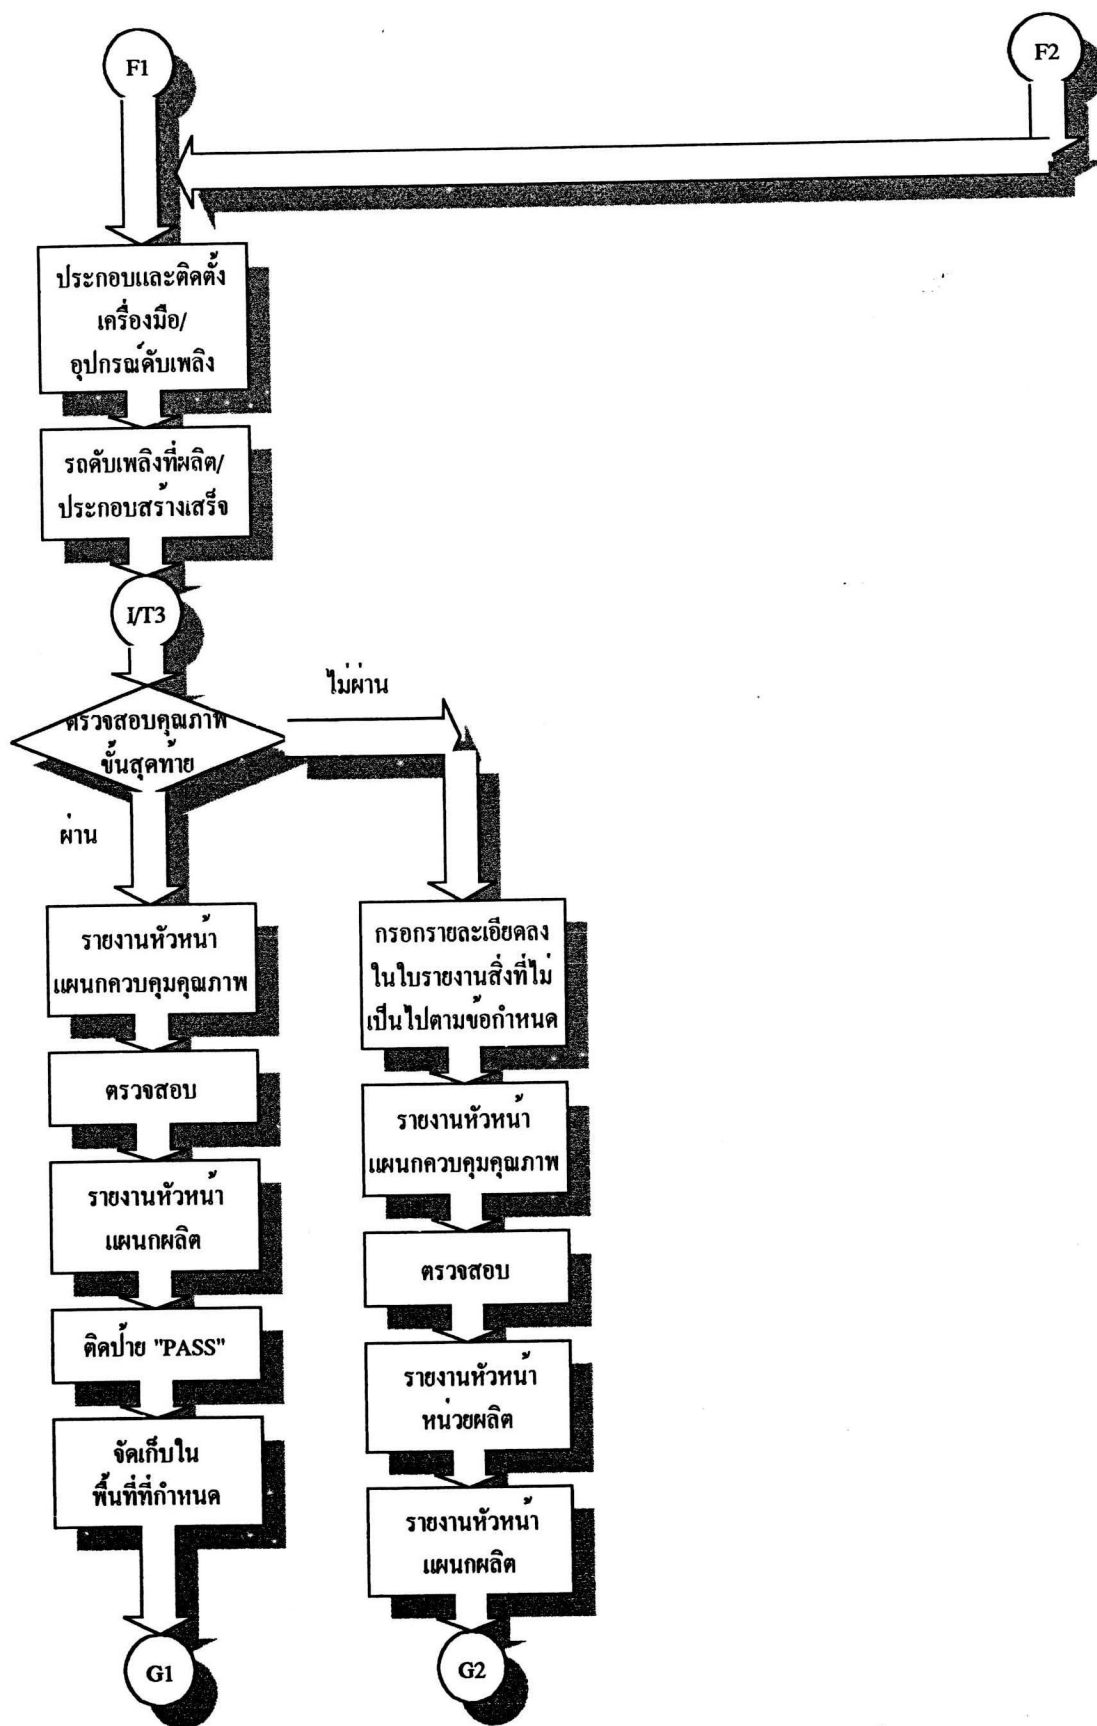 F1
F2
ประกอบและติดตั้ง
เครื่องมือ/
อุปกรณ์ดับเพลิง
รถดับเพลิงที่ผลิต/
ประกอบสร้างเสร็จ
I/T3
ตรวจสอบคุณภาพ
ขั้นสุดท้าย
ไม่ผ่าน
ผ่าน
รายงานหัวหน้า
แผนกควบคุมคุณภาพ
ตรวจสอบ
รายงานหัวหน้า
แผนกผลิต
ติดป้าย "PASS"
จัดเก็บใน
พื้นที่ที่กำหนด
G1
กรอกรายละเอียดลง
ในใบรายงานสิ่งที่ไม่
เป็นไปตามข้อกำหนด
รายงานหัวหน้า
แผนกควบคุมคุณภาพ
ตรวจสอบ
รายงานหัวหน้า
หน่วยผลิต
รายงานหัวหน้า
แผนกผลิต
G2